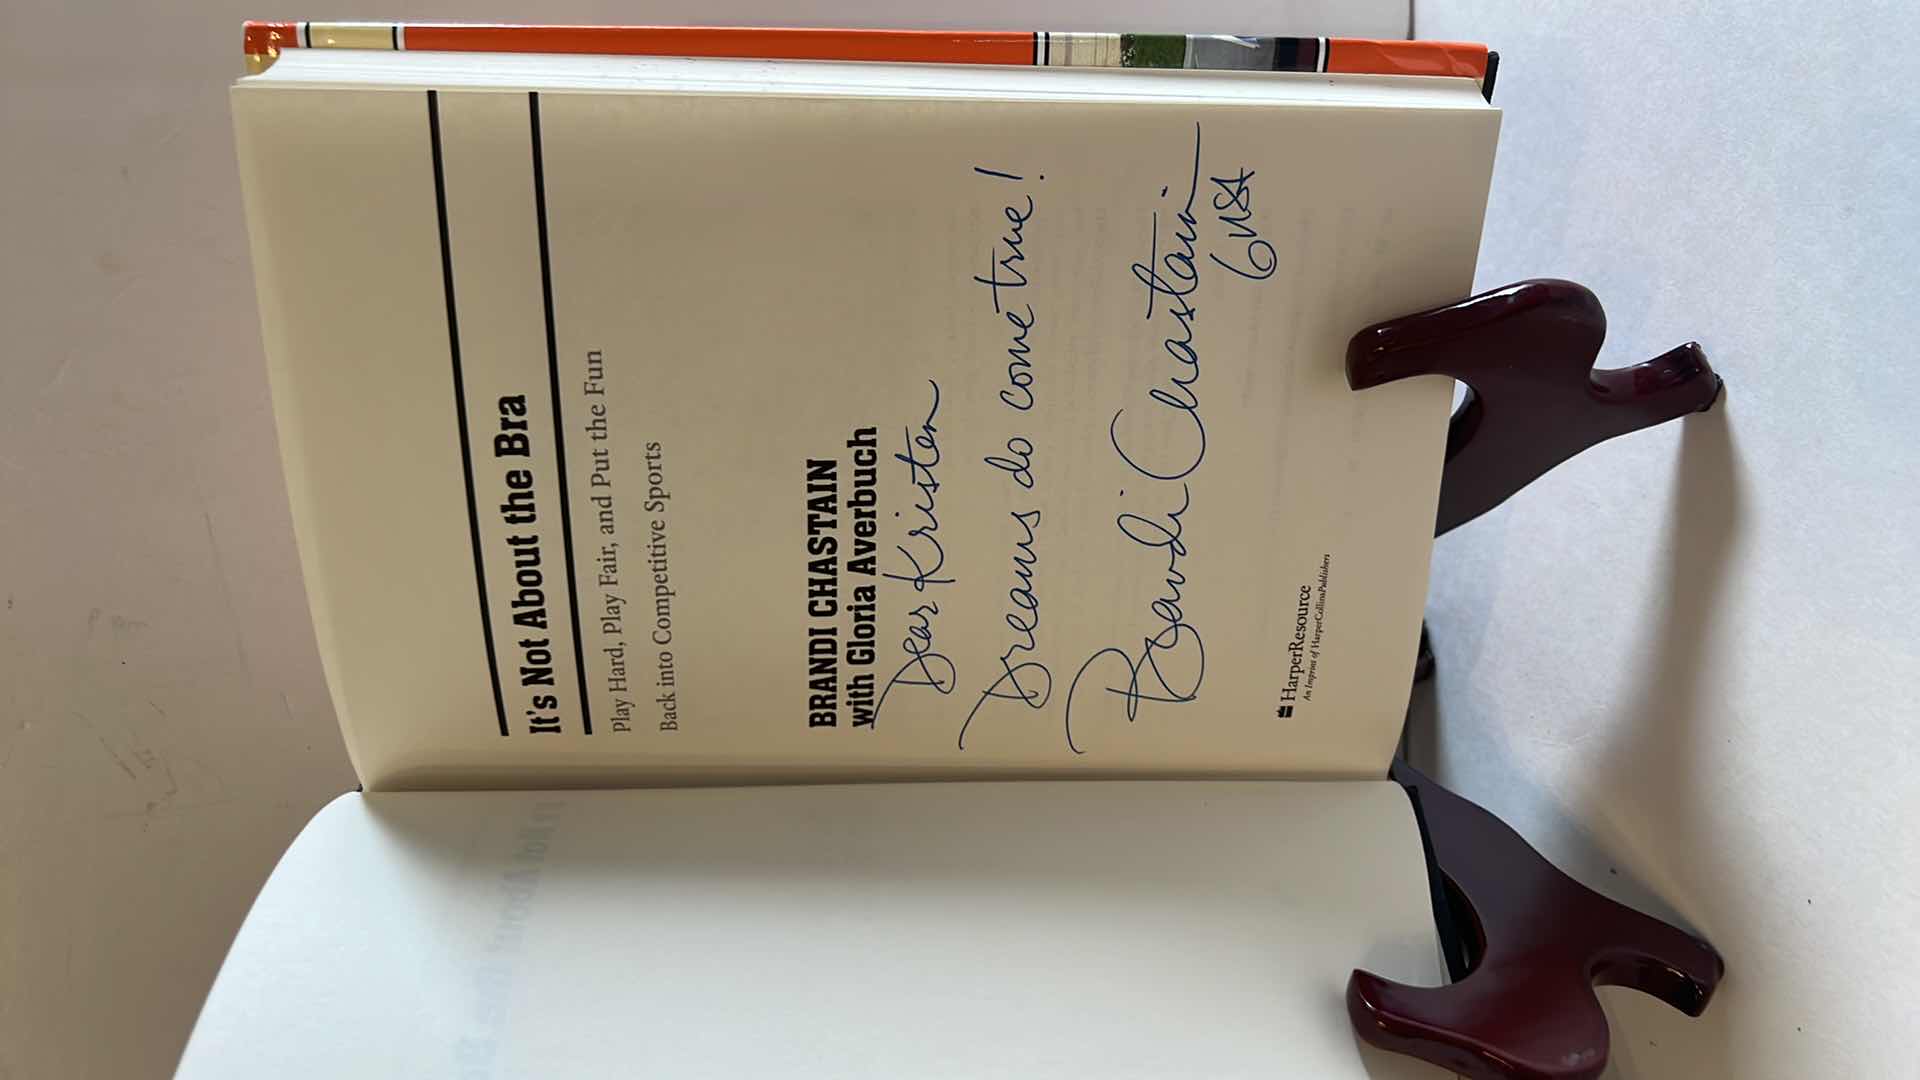 It's Not About the Bra
Play Hard, Play Fair, and Put the Fun
Back into Competitive Sports
BRANDI CHASTAIN
with Gloria Averbuch
Dear Kristen
Dreams do come true!
Brandi Chastain
6 USA
HarperResource
An Imprint of HarperCollinsPublishers